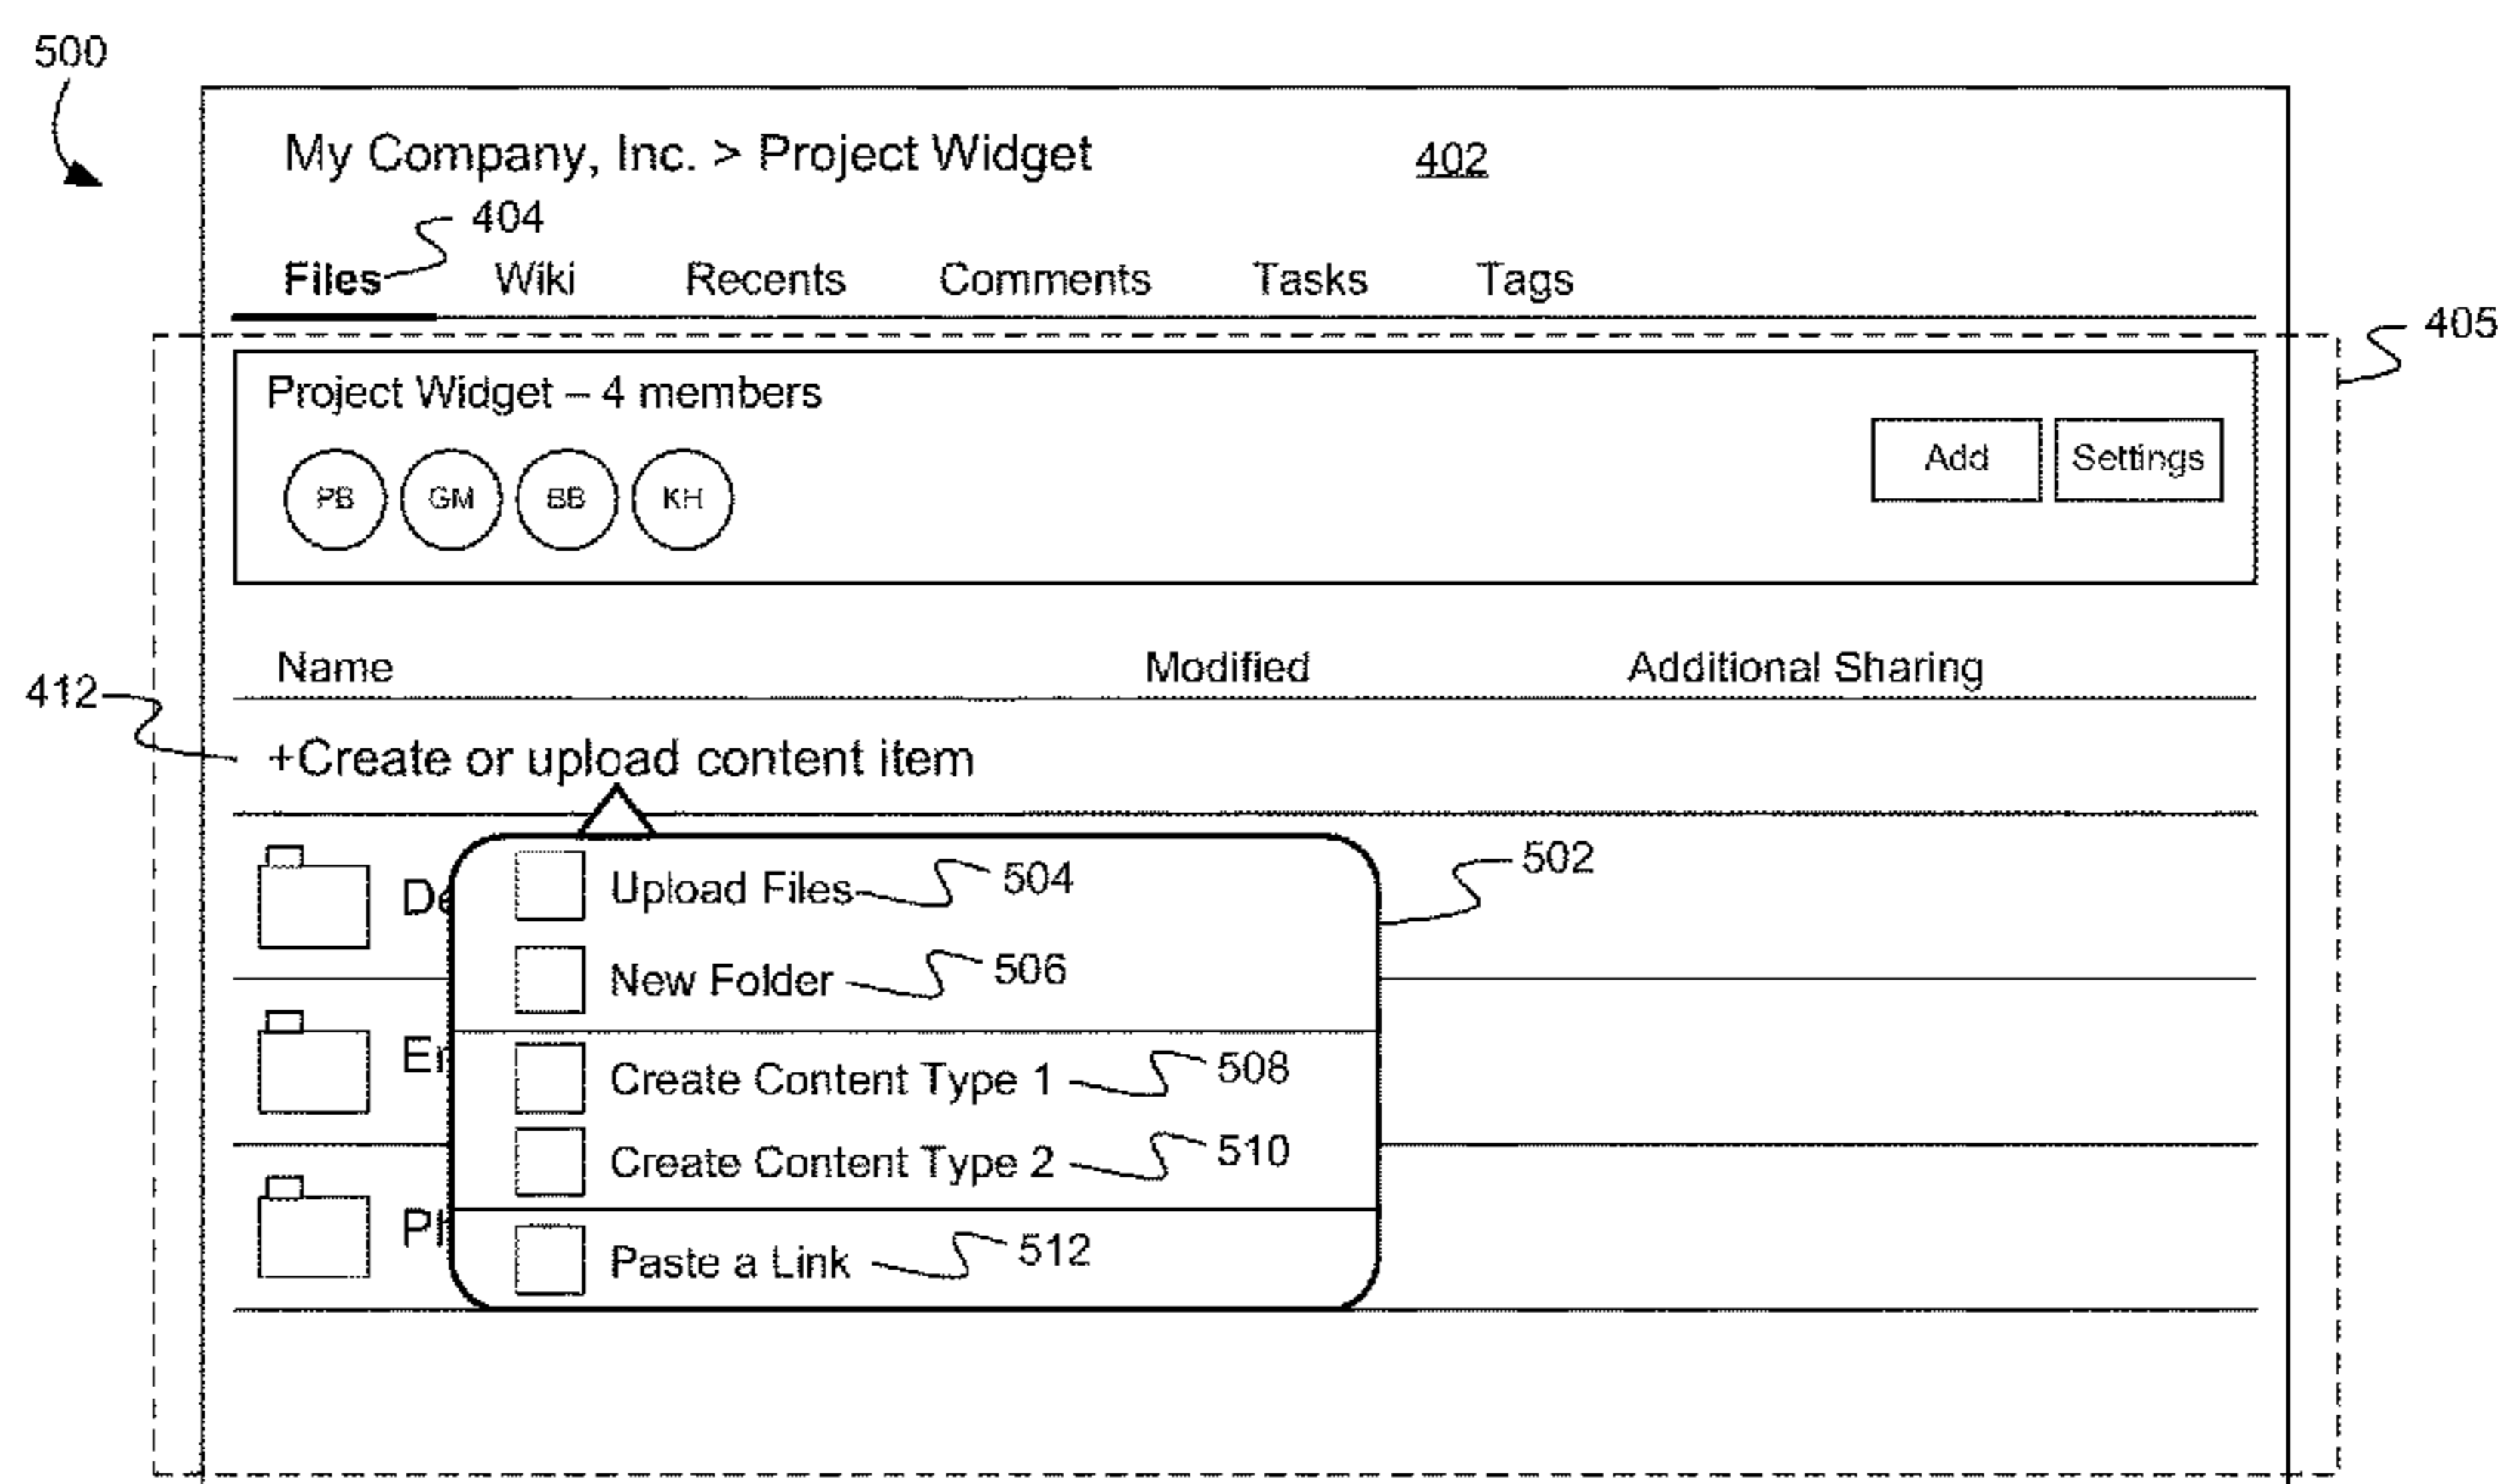 500
My Company, Inc. > Project Widget 402
404
Files Wiki Recents Comments Tasks Tags
405
Project Widget – 4 members
Add Settings
PB GM BB KH
Name Modified Additional Sharing
412
+Create or upload content item
502
Upload Files 504
New Folder 506
Create Content Type 1 508
Create Content Type 2 510
Paste a Link 512